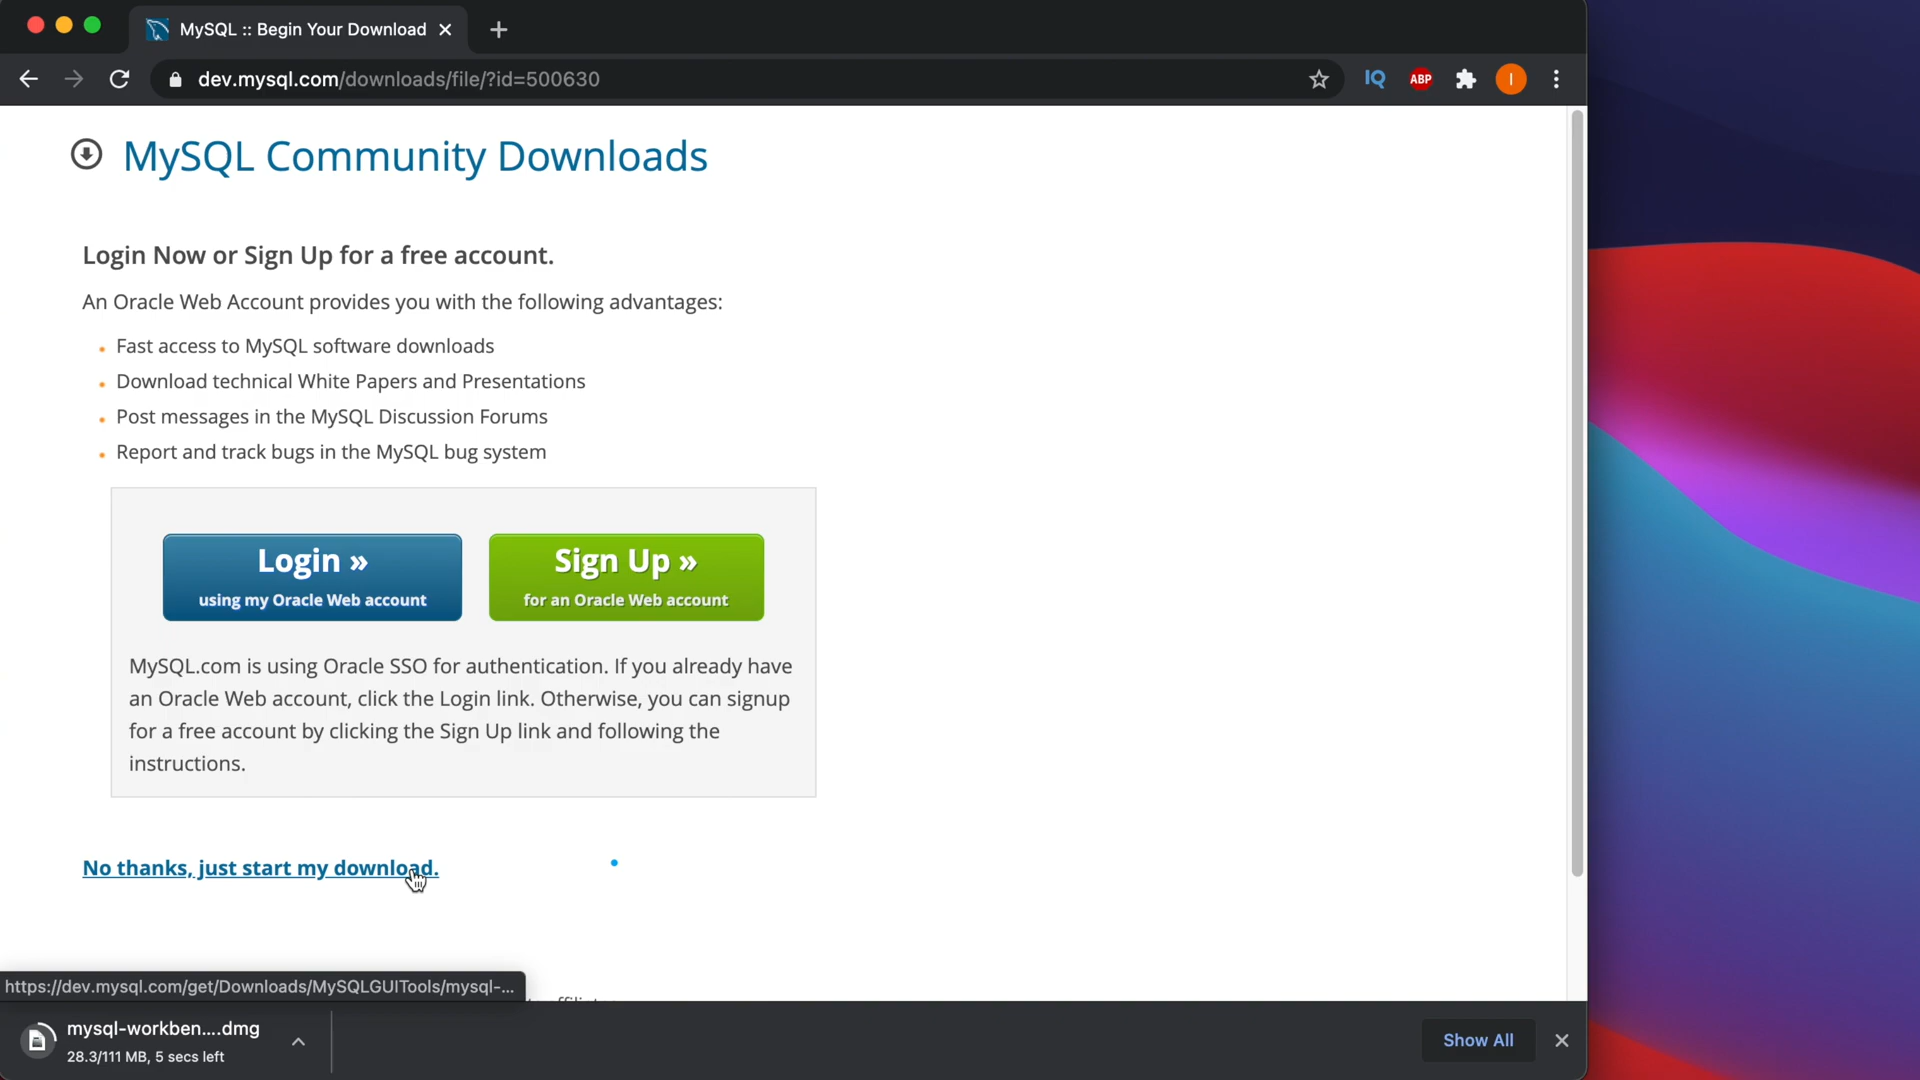 MySQL :: Begin Your Download
dev.mysql.com/downloads/file/?id=500630
IQ
ABP
I
MySQL Community Downloads
Login Now or Sign Up for a free account.
An Oracle Web Account provides you with the following advantages:
Fast access to MySQL software downloads
Download technical White Papers and Presentations
Post messages in the MySQL Discussion Forums
Report and track bugs in the MySQL bug system
Login »
using my Oracle Web account
Sign Up »
for an Oracle Web account
MySQL.com is using Oracle SSO for authentication. If you already have
an Oracle Web account, click the Login link. Otherwise, you can signup
for a free account by clicking the Sign Up link and following the
instructions.
No thanks, just start my download.
https://dev.mysql.com/get/Downloads/MySQLGUITools/mysql-...
mysql-workben....dmg
28.3/111 MB, 5 secs left
Show All